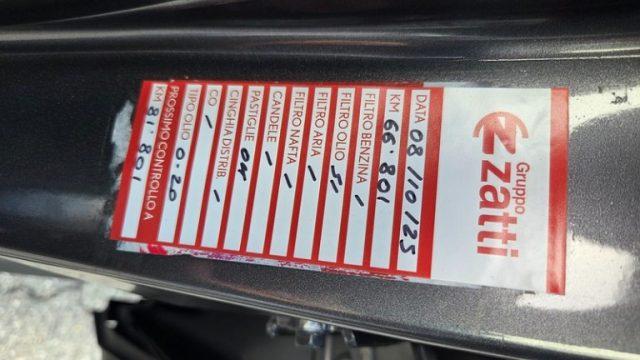 Gruppo
zatti
DATA 08/10/25
KM 66'801
FILTRO BENZINA -
FILTRO OLIO SI
FILTRO ARIA -
FILTRO NAFTA -
CANDELE -
PASTIGLIE OK
CINGHIA DISTRIB. -
CO -
TIPO OLIO 0.20
PROSSIMO CONTROLLO A
KM 81'801